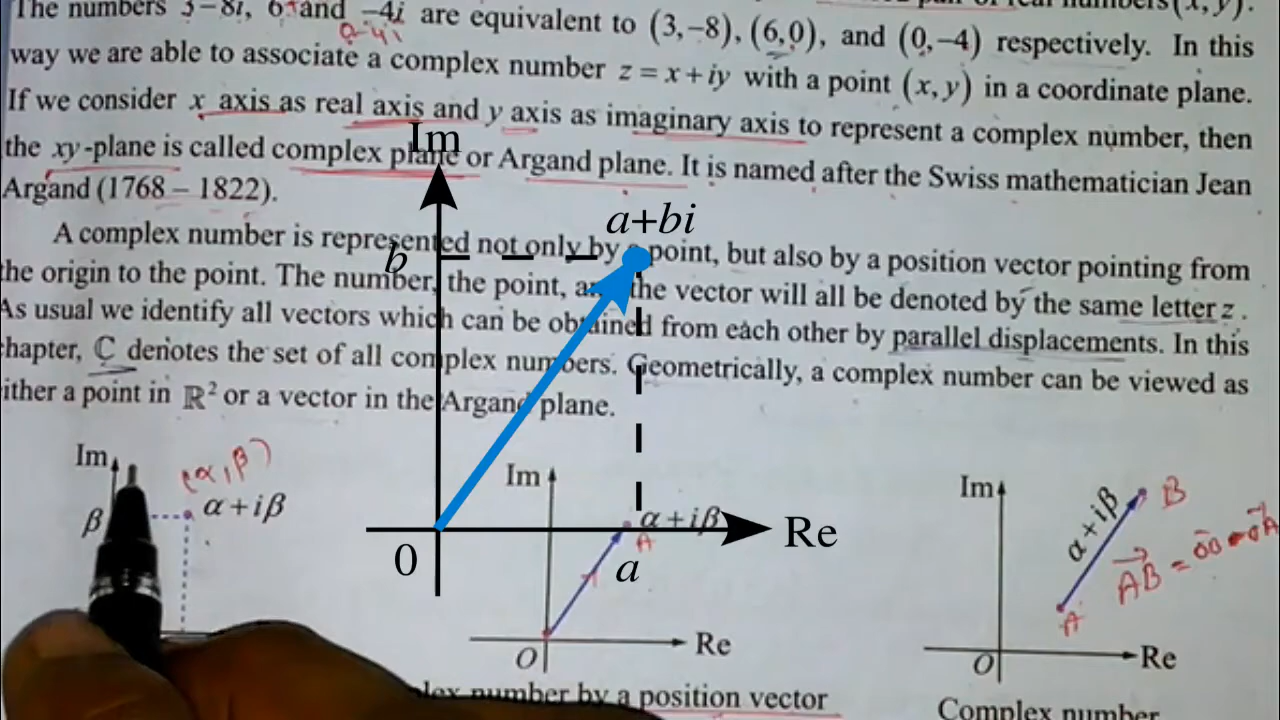 The numbers 3−8i, 6 and −4i are equivalent to (3,−8), (6,0), and (0,−4) respectively. In this
0−4i
way we are able to associate a complex number z = x + iy with a point (x, y) in a coordinate plane.
If we consider x axis as real axis and y axis as imaginary axis to represent a complex number, then
the xy-plane is called complex plane or Argand plane. It is named after the Swiss mathematician Jean
Argand (1768 − 1822).
Im
a+bi
b
0
a
Re
A complex number is represented not only by a point, but also by a position vector pointing from
the origin to the point. The number, the point, and the vector will all be denoted by the same letter z.
As usual we identify all vectors which can be obtained from each other by parallel displacements. In this
chapter, C denotes the set of all complex numbers. Geometrically, a complex number can be viewed as
either a point in ℝ² or a vector in the Argand plane.
Im
(α,β)
β
α+iβ
Im
α+iβ
A
O
Re
Im
α+iβ
B
A
O
Re
by a position vector
Complex number